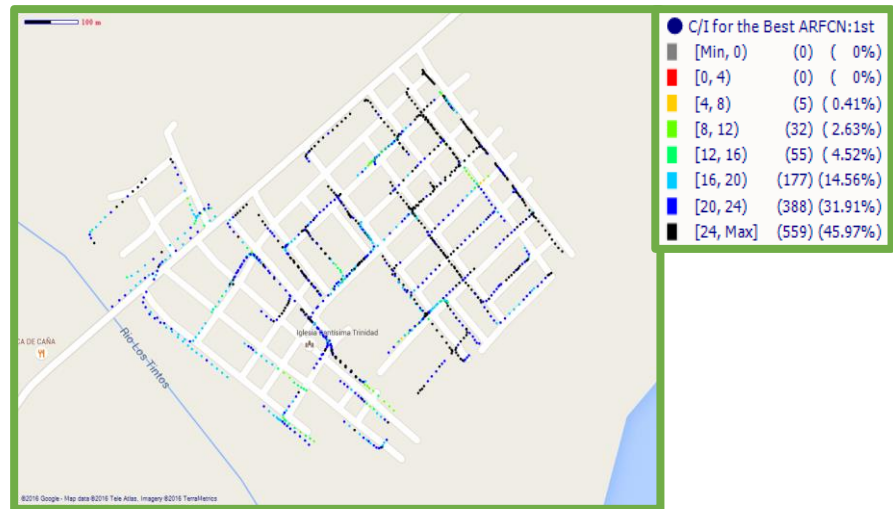 100 m
C/I for the Best ARFCN:1st
[Min, 0) (0) ( 0%)
[0, 4) (0) ( 0%)
[4, 8) (5) ( 0.41%)
[8, 12) (32) ( 2.63%)
[12, 16) (55) ( 4.52%)
[16, 20) (177) (14.56%)
[20, 24) (388) (31.91%)
[24, Max] (559) (45.97%)
Iglesia Santisima Trinidad
CA DE CAÑA
Rio Los Tintos
©2016 Google - Map data ©2016 Tele Atlas, Imagery ©2016 TerraMetrics